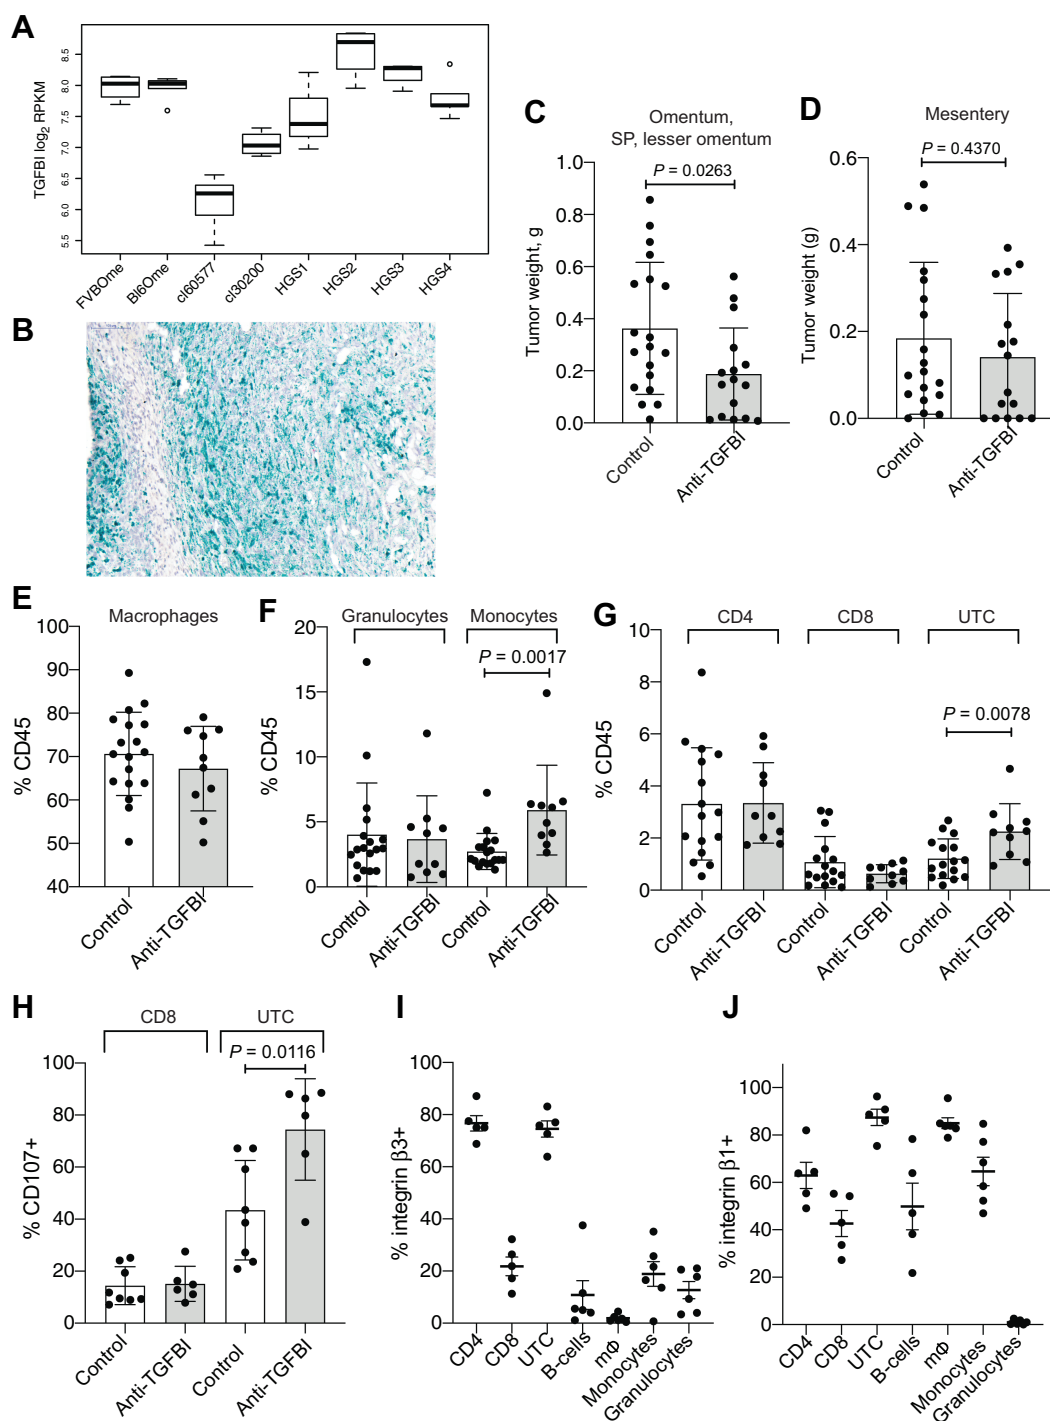 A
TGFBI log2 RPKM
8.5
8.0
7.5
7.0
6.5
6.0
5.5
FVBOme
Bl6Ome
cl60577
cl30200
HGS1
HGS2
HGS3
HGS4
B
C
Omentum,
SP, lesser omentum
P = 0.0263
Tumor weight, g
1.0
0.8
0.6
0.4
0.2
0.0
Control
Anti-TGFBI
D
Mesentery
P = 0.4370
Tumor weight (g)
0.6
0.4
0.2
0.0
Control
Anti-TGFBI
E
Macrophages
% CD45
100
90
80
70
60
50
40
Control
Anti-TGFBI
F
Granulocytes
Monocytes
P = 0.0017
% CD45
20
15
10
5
0
Control
Anti-TGFBI
Control
Anti-TGFBI
G
CD4
CD8
UTC
P = 0.0078
% CD45
10
8
6
4
2
0
Control
Anti-TGFBI
Control
Anti-TGFBI
Control
Anti-TGFBI
H
CD8
UTC
P = 0.0116
% CD107+
100
80
60
40
20
0
Control
Anti-TGFBI
Control
Anti-TGFBI
I
% integrin β3+
100
80
60
40
20
0
CD4
CD8
UTC
B-cells
mΦ
Monocytes
Granulocytes
J
% integrin β1+
100
80
60
40
20
0
CD4
CD8
UTC
B-cells
mΦ
Monocytes
Granulocytes